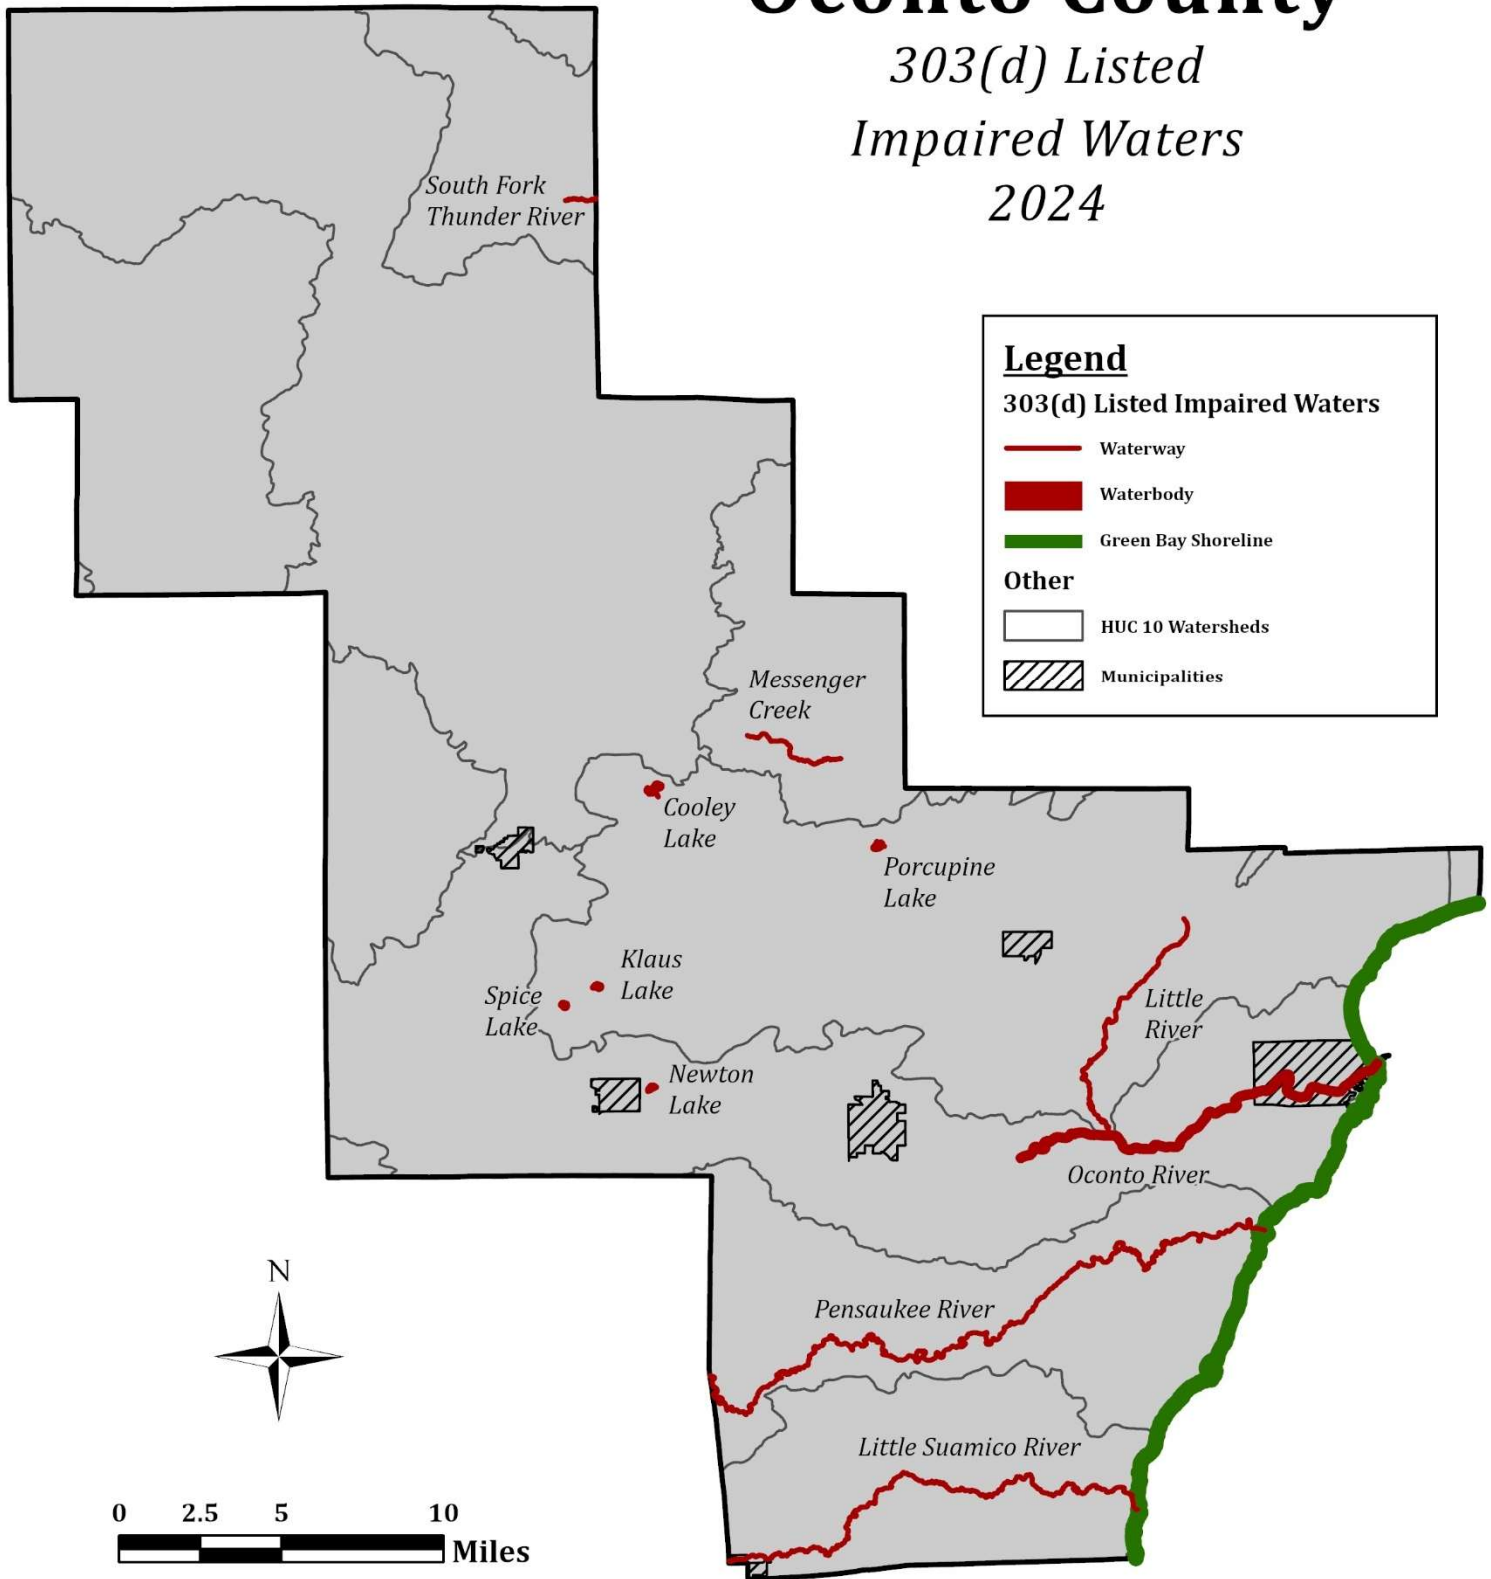 Oconto County
303(d) Listed
Impaired Waters
2024
South Fork
Thunder River
Legend
303(d) Listed Impaired Waters
Waterway
Waterbody
Green Bay Shoreline
Other
HUC 10 Watersheds
Municipalities
Messenger
Creek
Cooley
Lake
Porcupine
Lake
Klaus
Lake
Spice
Lake
Little
River
Newton
Lake
Oconto River
N
Pensaukee River
Little Suamico River
0 2.5 5 10
Miles